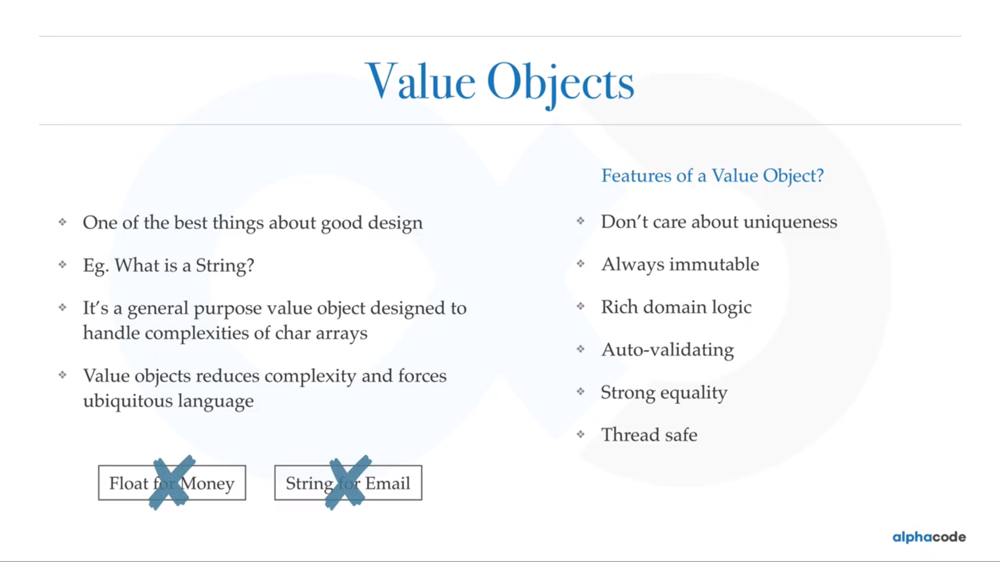 Value Objects
One of the best things about good design
Eg. What is a String?
It’s a general purpose value object designed to
handle complexities of char arrays
Value objects reduces complexity and forces
ubiquitous language
Float for Money
String for Email
Features of a Value Object?
Don’t care about uniqueness
Always immutable
Rich domain logic
Auto-validating
Strong equality
Thread safe
alphacode